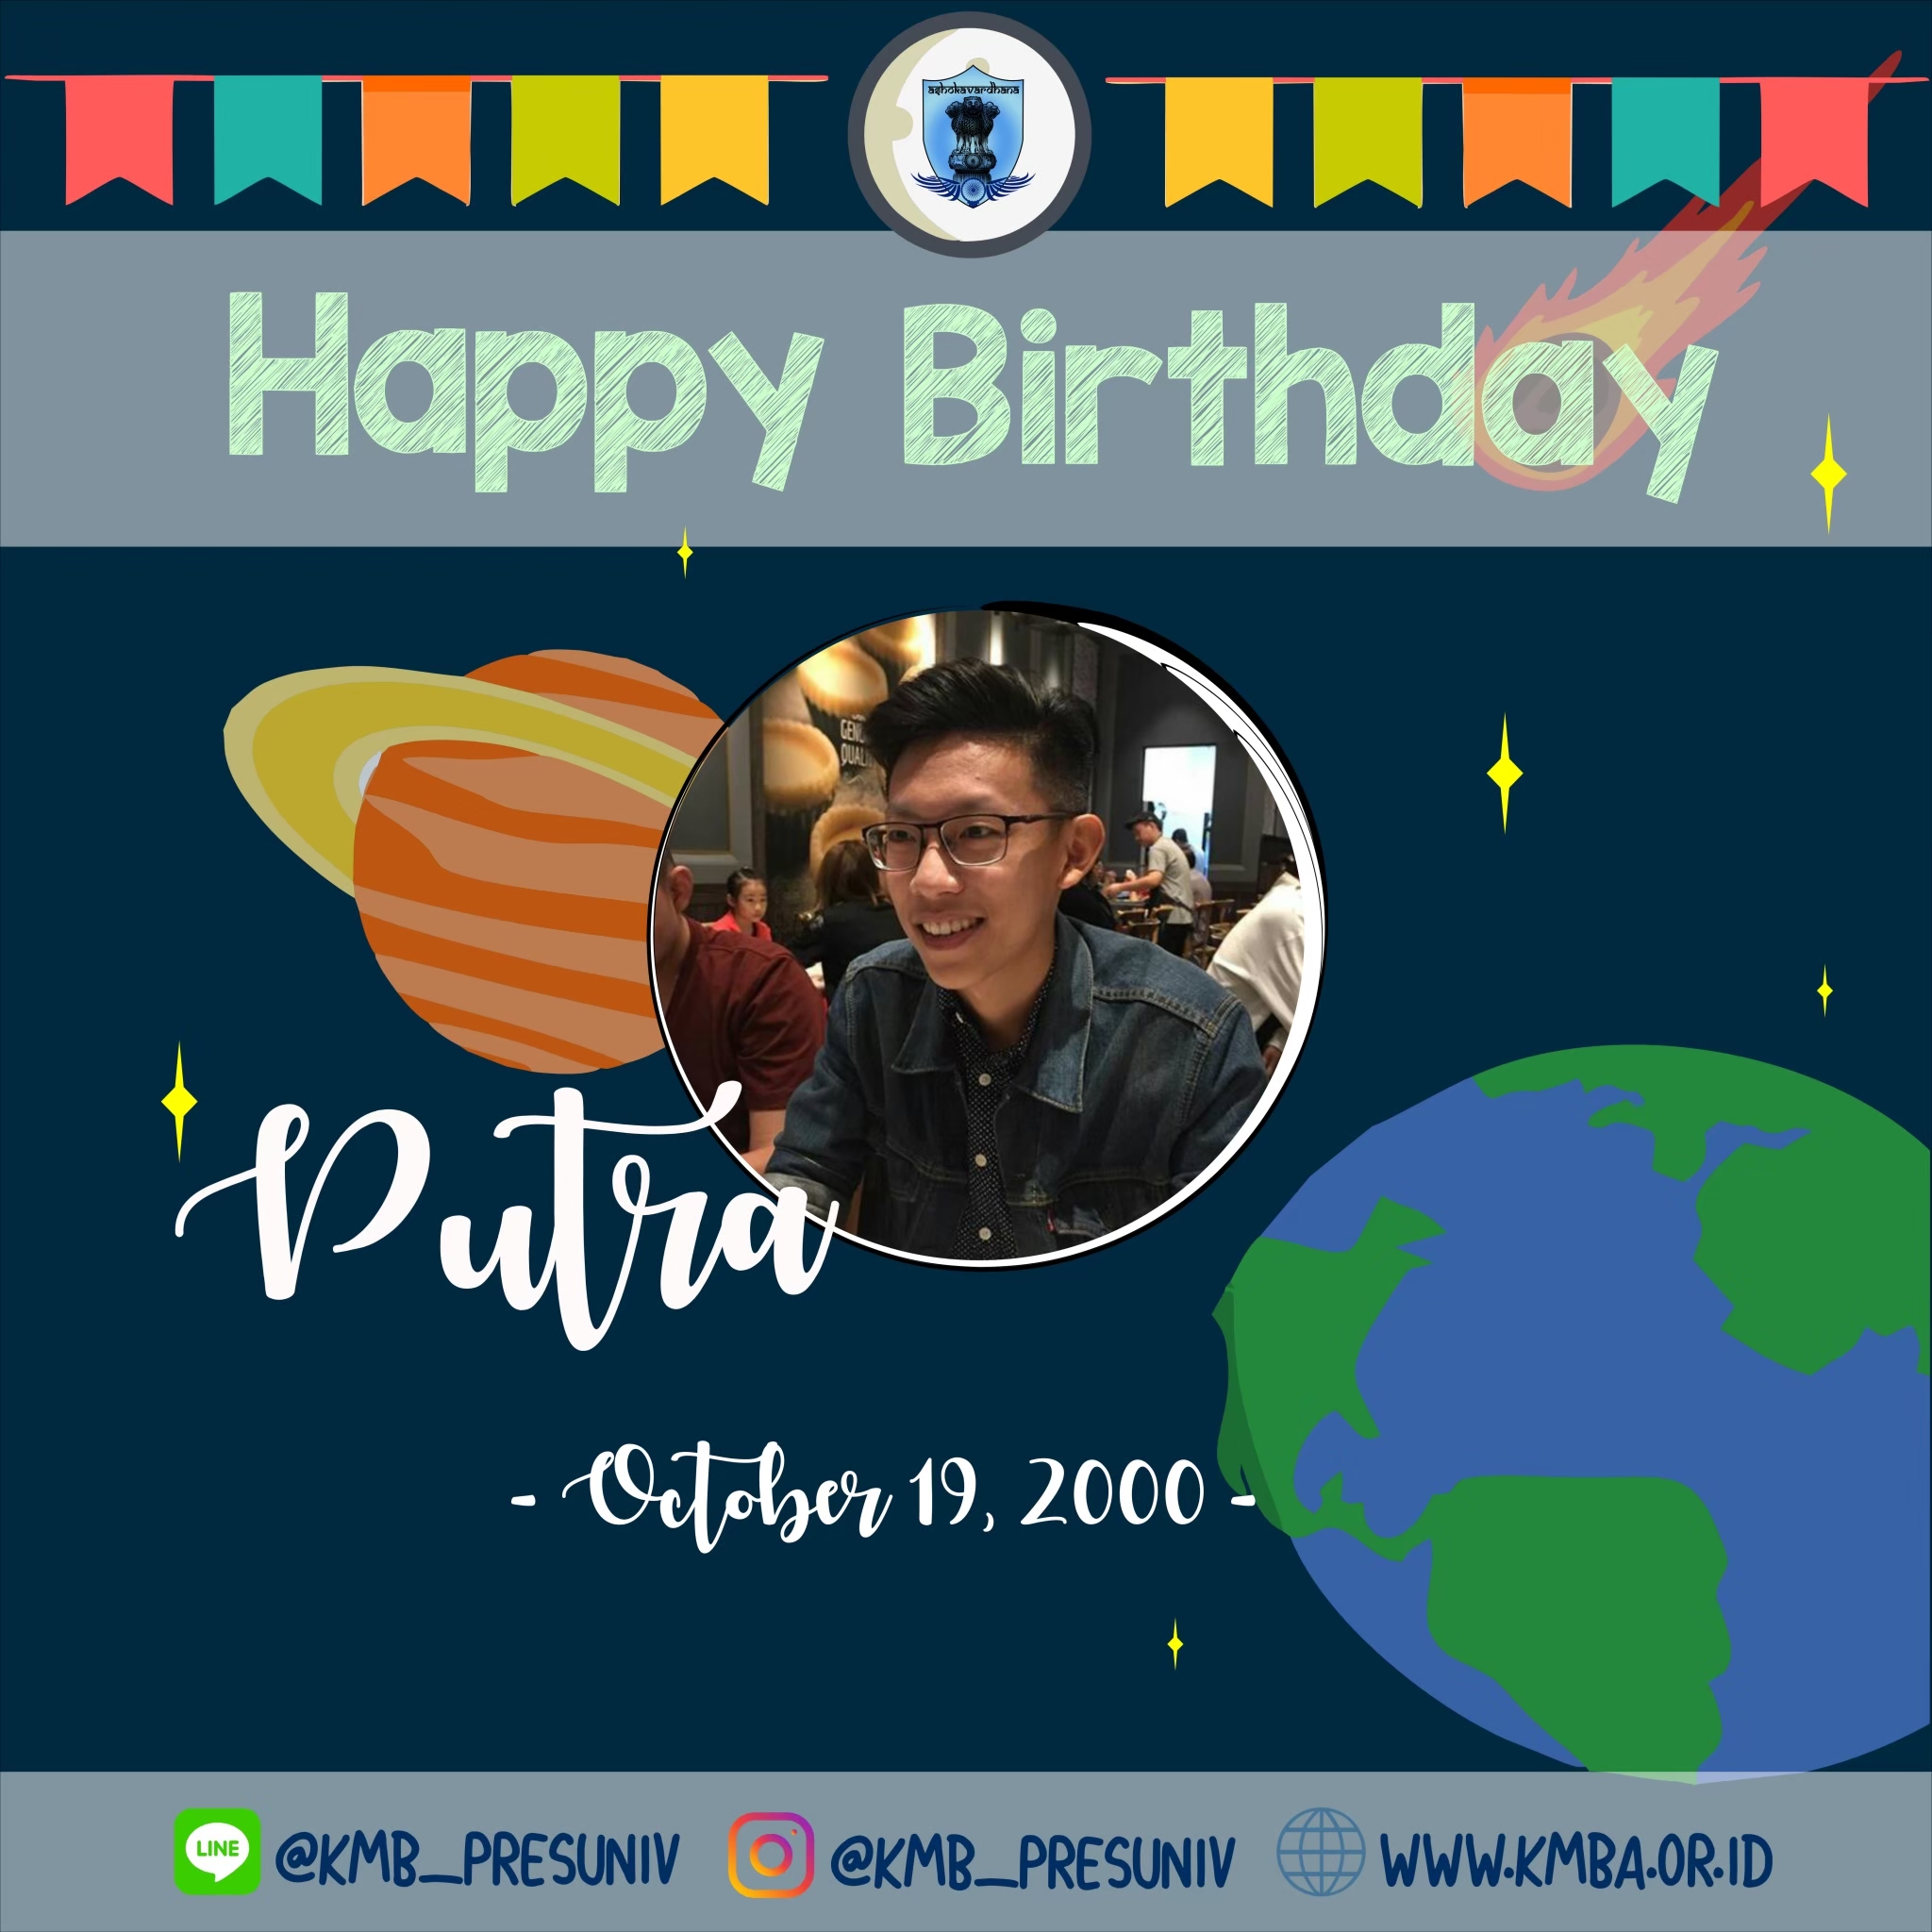 ashokavardhana
Happy Birthday
Putra
- October 19, 2000 -
LINE @KMB_PRESUNIV @KMB_PRESUNIV WWW.KMBA.OR.ID